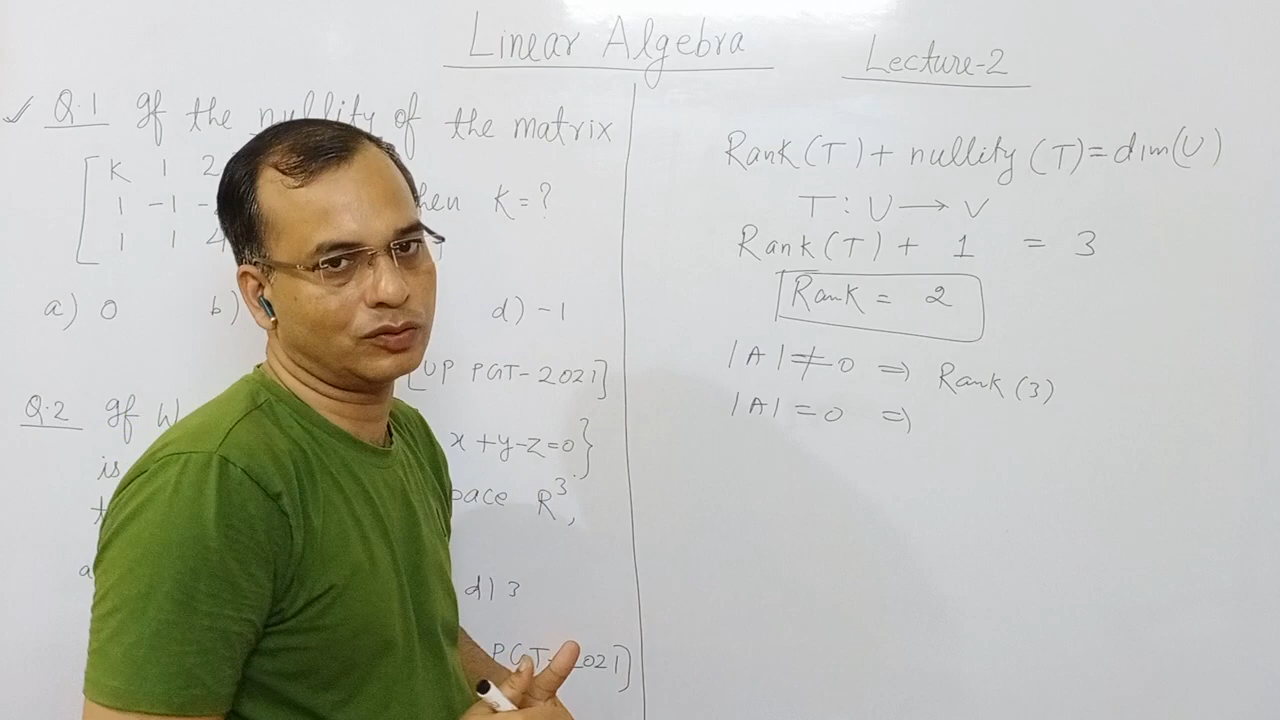 Linear Algebra
Lecture-2
Q.1 If the nullity of the matrix
K 1 2
1 -1
then K=?
1 1 4
a) 0 b) d) -1
[UP PGT-2021]
Q.2 If W
x+y-z=0}
is
R³,
d) 3
PGT-2021]
Rank(T) + nullity(T) = dim(U)
T : U → V
Rank(T) + 1 = 3
Rank = 2
|A| ≠ 0 ⇒ Rank(3)
|A| = 0 ⇒